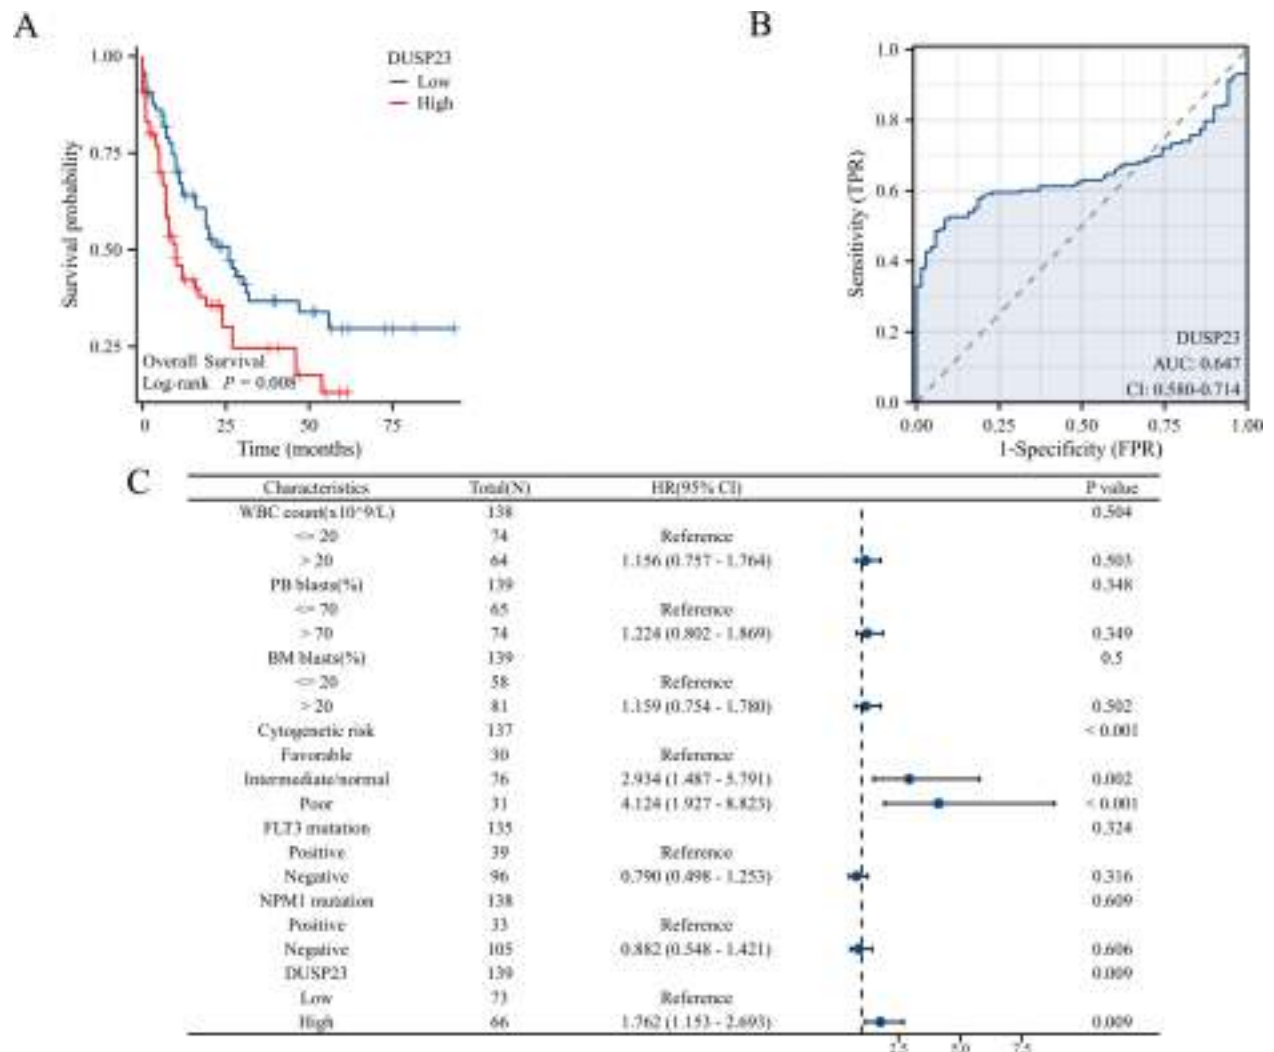 A
1.00
0.75
0.50
0.25
Survival probability
DUSP23
Low
High
Overall Survival
Log-rank P = 0.008
0 25 50 75
Time (months)
B
1.0
0.8
0.6
0.4
0.2
0.0
Sensitivity (TPR)
DUSP23
AUC: 0.647
CI: 0.580-0.714
0.00 0.25 0.50 0.75 1.00
1-Specificity (FPR)
C
Characteristics Total(N) HR(95% CI) P value
WBC count(x10^9/L) 138 0.504
<= 20 74 Reference
> 20 64 1.156 (0.757 - 1.764) 0.503
PB blasts(%) 139 0.348
<= 70 65 Reference
> 70 74 1.224 (0.802 - 1.869) 0.349
BM blasts(%) 139 0.5
<= 20 58 Reference
> 20 81 1.159 (0.754 - 1.780) 0.502
Cytogenetic risk 137 < 0.001
Favorable 30 Reference
Intermediate/normal 76 2.934 (1.487 - 5.791) 0.002
Poor 31 4.124 (1.927 - 8.823) < 0.001
FLT3 mutation 135 0.324
Positive 39 Reference
Negative 96 0.790 (0.498 - 1.253) 0.316
NPM1 mutation 138 0.609
Positive 33 Reference
Negative 105 0.882 (0.548 - 1.421) 0.606
DUSP23 139 0.009
Low 73 Reference
High 66 1.762 (1.153 - 2.693) 0.009
2.5 5.0 7.5